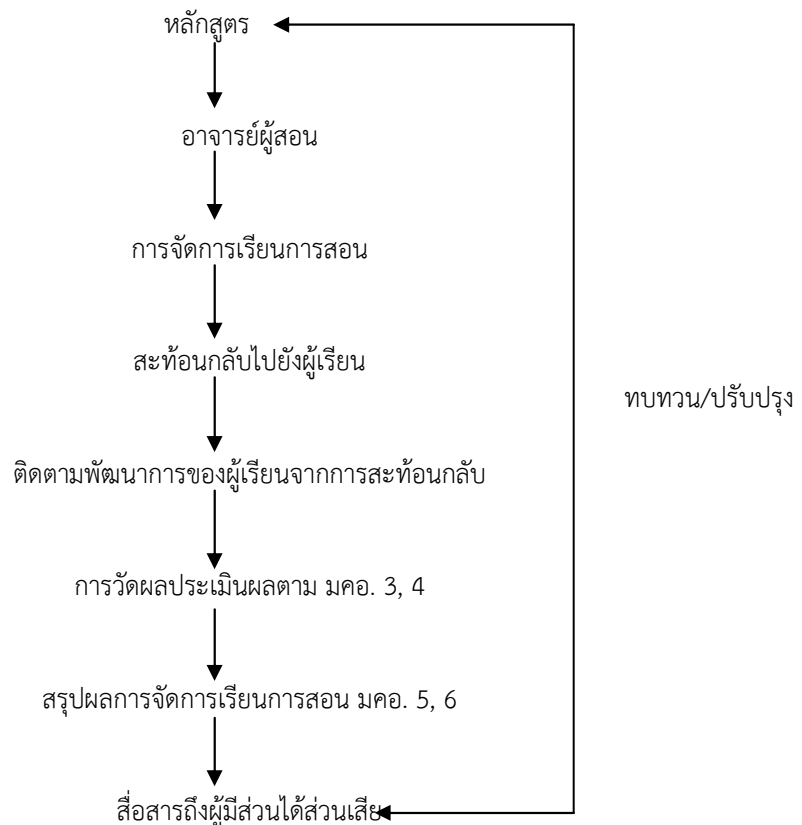 หลักสูตร
อาจารย์ผู้สอน
การจัดการเรียนการสอน
สะท้อนกลับไปยังผู้เรียน
ทบทวน/ปรับปรุง
ติดตามพัฒนาการของผู้เรียนจากการสะท้อนกลับ
การวัดผลประเมินผลตาม มคอ. 3, 4
สรุปผลการจัดการเรียนการสอน มคอ. 5, 6
สื่อสารถึงผู้มีส่วนได้ส่วนเสีย